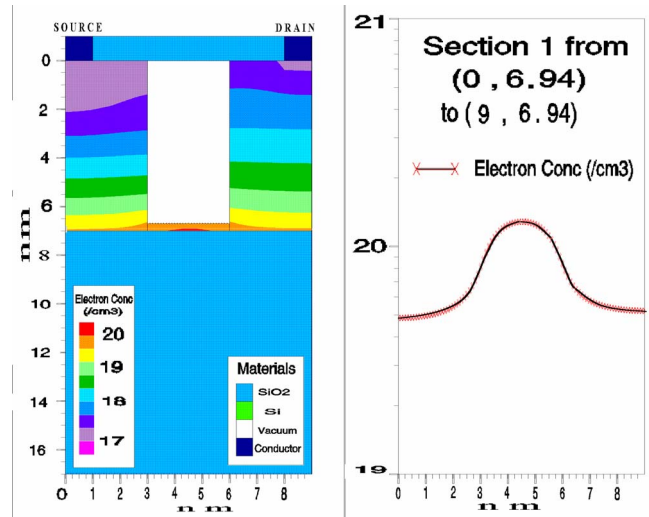 SOURCE
DRAIN
0
2
4
6
8
10
12
14
16
nm
0 1 2 3 4 5 6 7 8
n m
Electron Conc
(/cm3)
20
19
18
17
Materials
SiO2
Si
Vacuum
Conductor
21
20
19
Section 1 from
(0 , 6.94)
to ( 9 , 6.94)
Electron Conc (/cm3)
0 1 2 3 4 5 6 7 8
n m